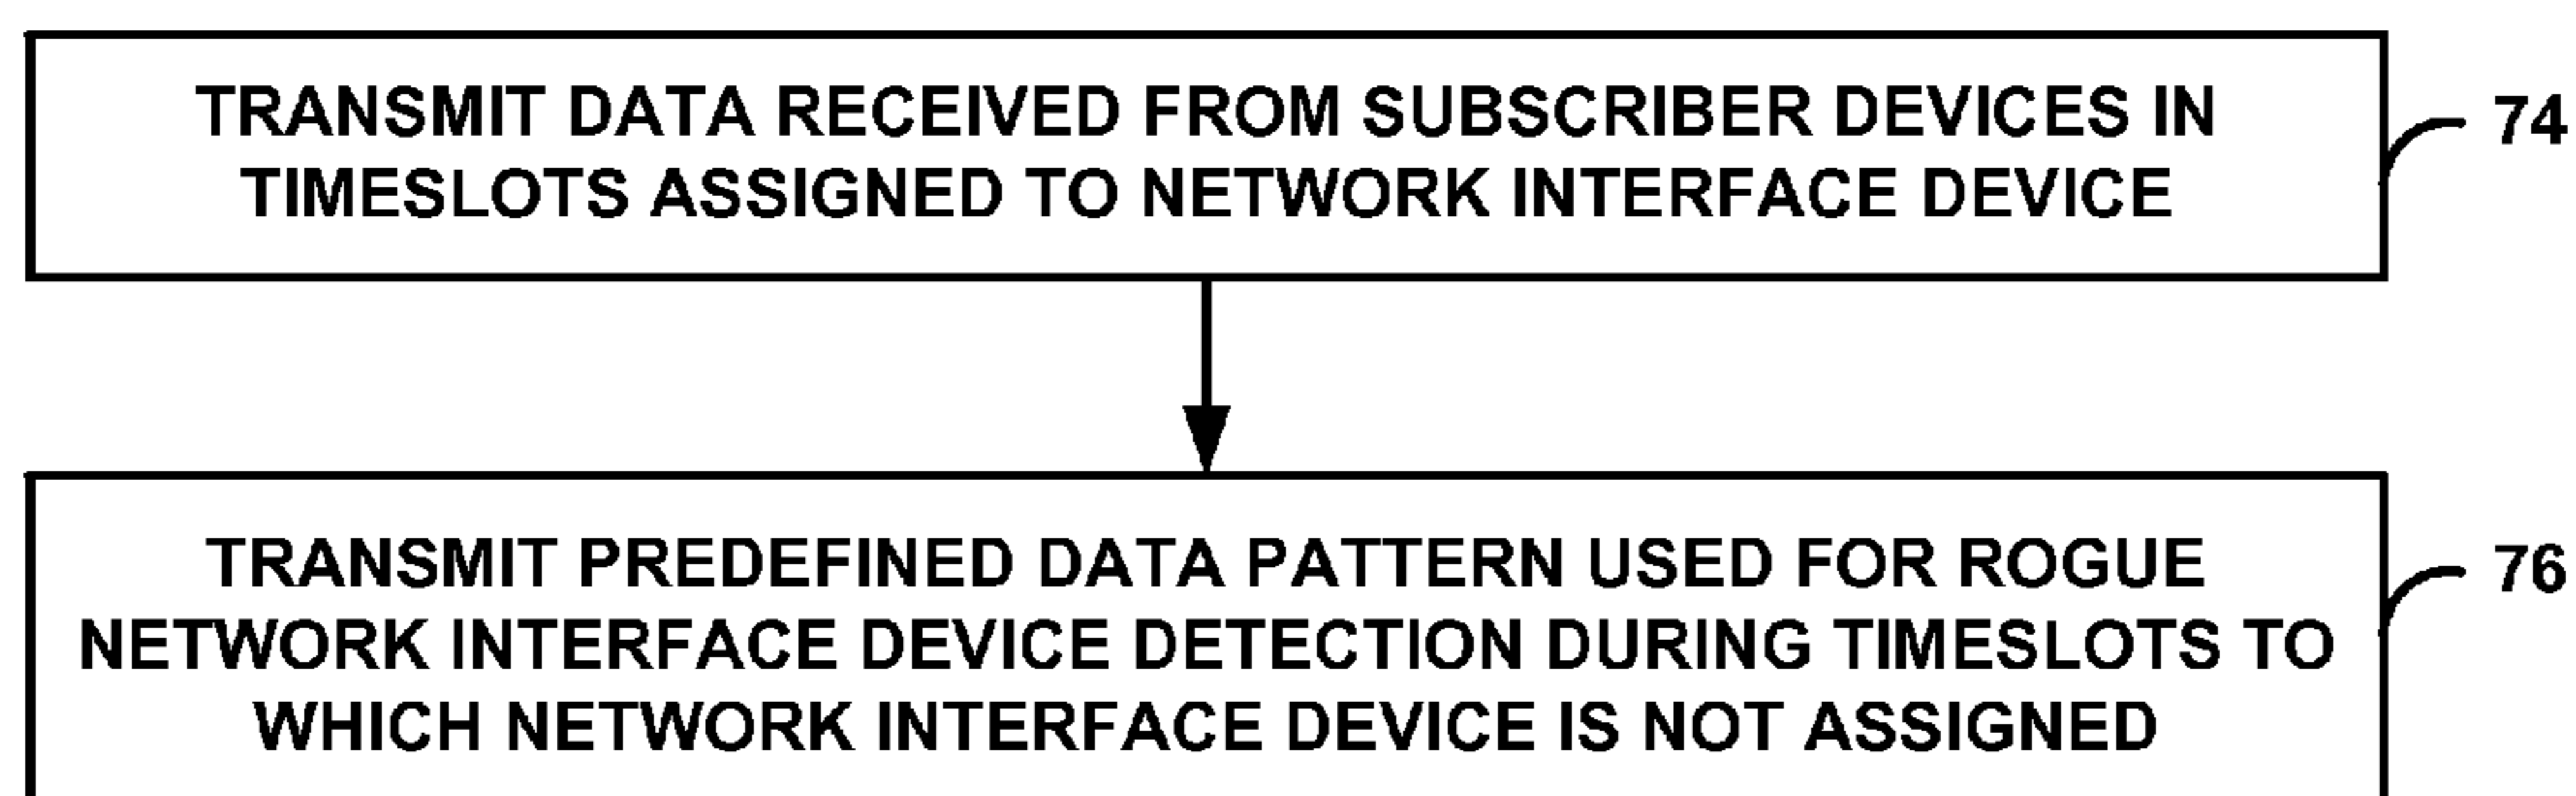 TRANSMIT DATA RECEIVED FROM SUBSCRIBER DEVICES IN
TIMESLOTS ASSIGNED TO NETWORK INTERFACE DEVICE
74
TRANSMIT PREDEFINED DATA PATTERN USED FOR ROGUE
NETWORK INTERFACE DEVICE DETECTION DURING TIMESLOTS TO
WHICH NETWORK INTERFACE DEVICE IS NOT ASSIGNED
76